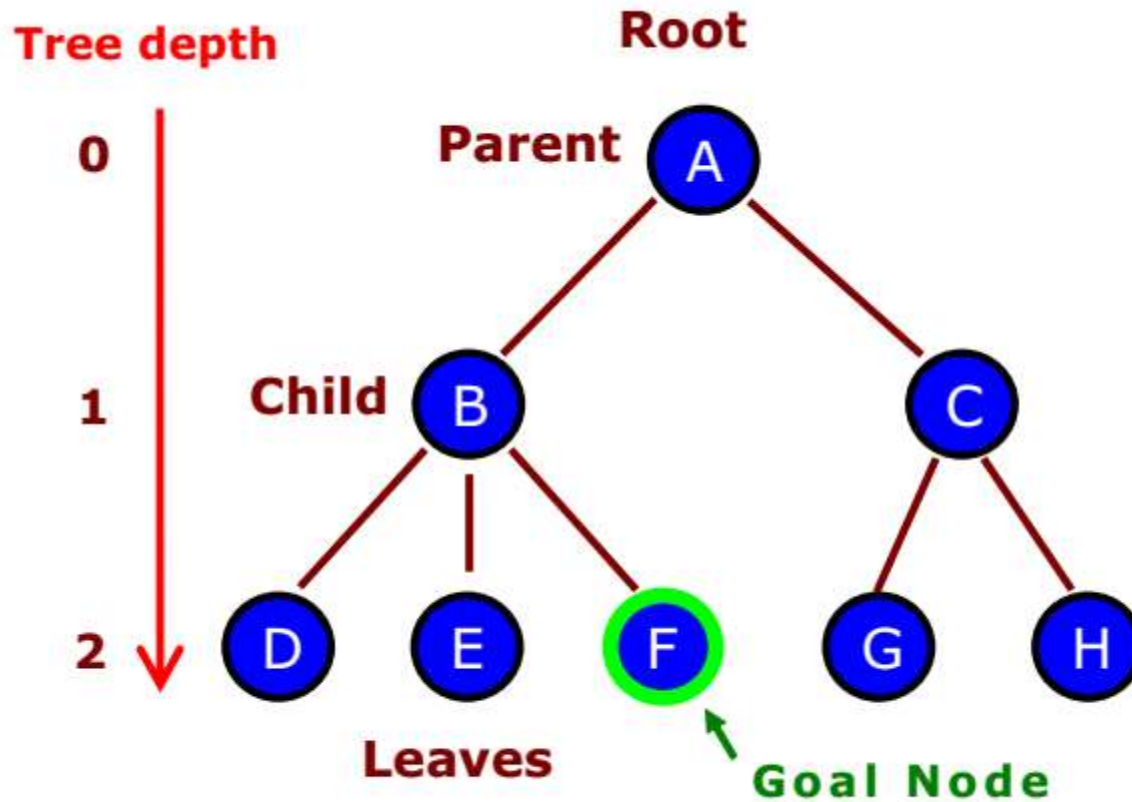 Root
Tree depth
0
Parent
A
1
Child
B
C
2
D
E
F
G
H
Leaves
Goal Node